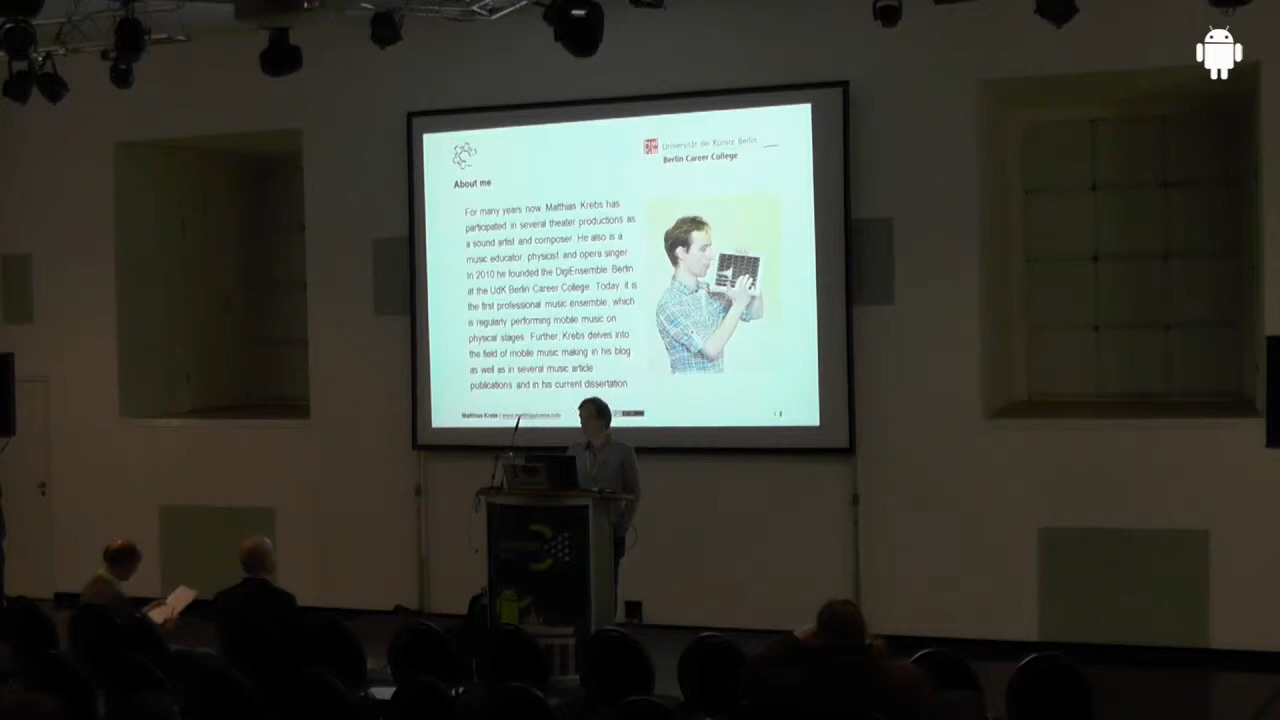 Universität der Künste Berlin
Berlin Career College
About me
For many years now, Matthias Krebs has
participated in several theater productions as
a sound artist and composer. He also is a
music educator, physicist and opera singer.
In 2010 he founded the DigiEnsemble Berlin
at the UdK Berlin Career College. Today, it is
the first professional music ensemble, which
is regularly performing mobile music on
physical stages. Further, Krebs delves into
the field of mobile music making in his blog
as well as in several music article
publications and in his current dissertation
Matthias Krebs | www.matthiaskrebs.info